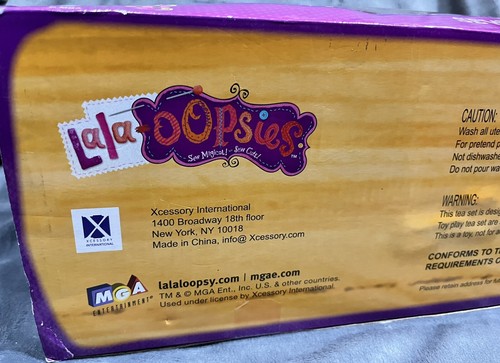 Lala-Oopsies
Sew Magical! Sew Cute!
TM
XCESSORY
INTERNATIONAL
Xcessory International
1400 Broadway 18th floor
New York, NY 10018
Made in China, info@ Xcessory.com
MGA
ENTERTAINMENT
lalaloopsy.com | mgae.com
TM & © MGA Ent., Inc. U.S. & other countries.
Used under license by Xcessory International.
CAUTION:
Wash all ute
For pretend p
Not dishwashe
Do not pour wa
WARNING:
This tea set is desig
Toy play tea set are
This is a toy, not for a
CONFORMS TO T
REQUIREMENTS O
Please retain address for fu